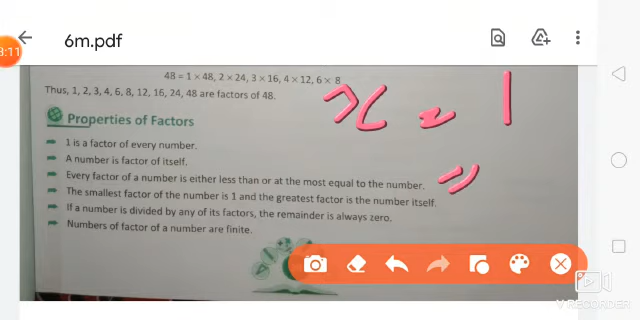 3:11
6m.pdf
48 = 1 × 48, 2 × 24, 3 × 16, 4 × 12, 6 × 8
Thus, 1, 2, 3, 4, 6, 8, 12, 16, 24, 48 are factors of 48.
Properties of Factors
1 is a factor of every number.
A number is factor of itself.
Every factor of a number is either less than or at the most equal to the number.
The smallest factor of the number is 1 and the greatest factor is the number itself.
If a number is divided by any of its factors, the remainder is always zero.
Numbers of factor of a number are finite.
RECORDER